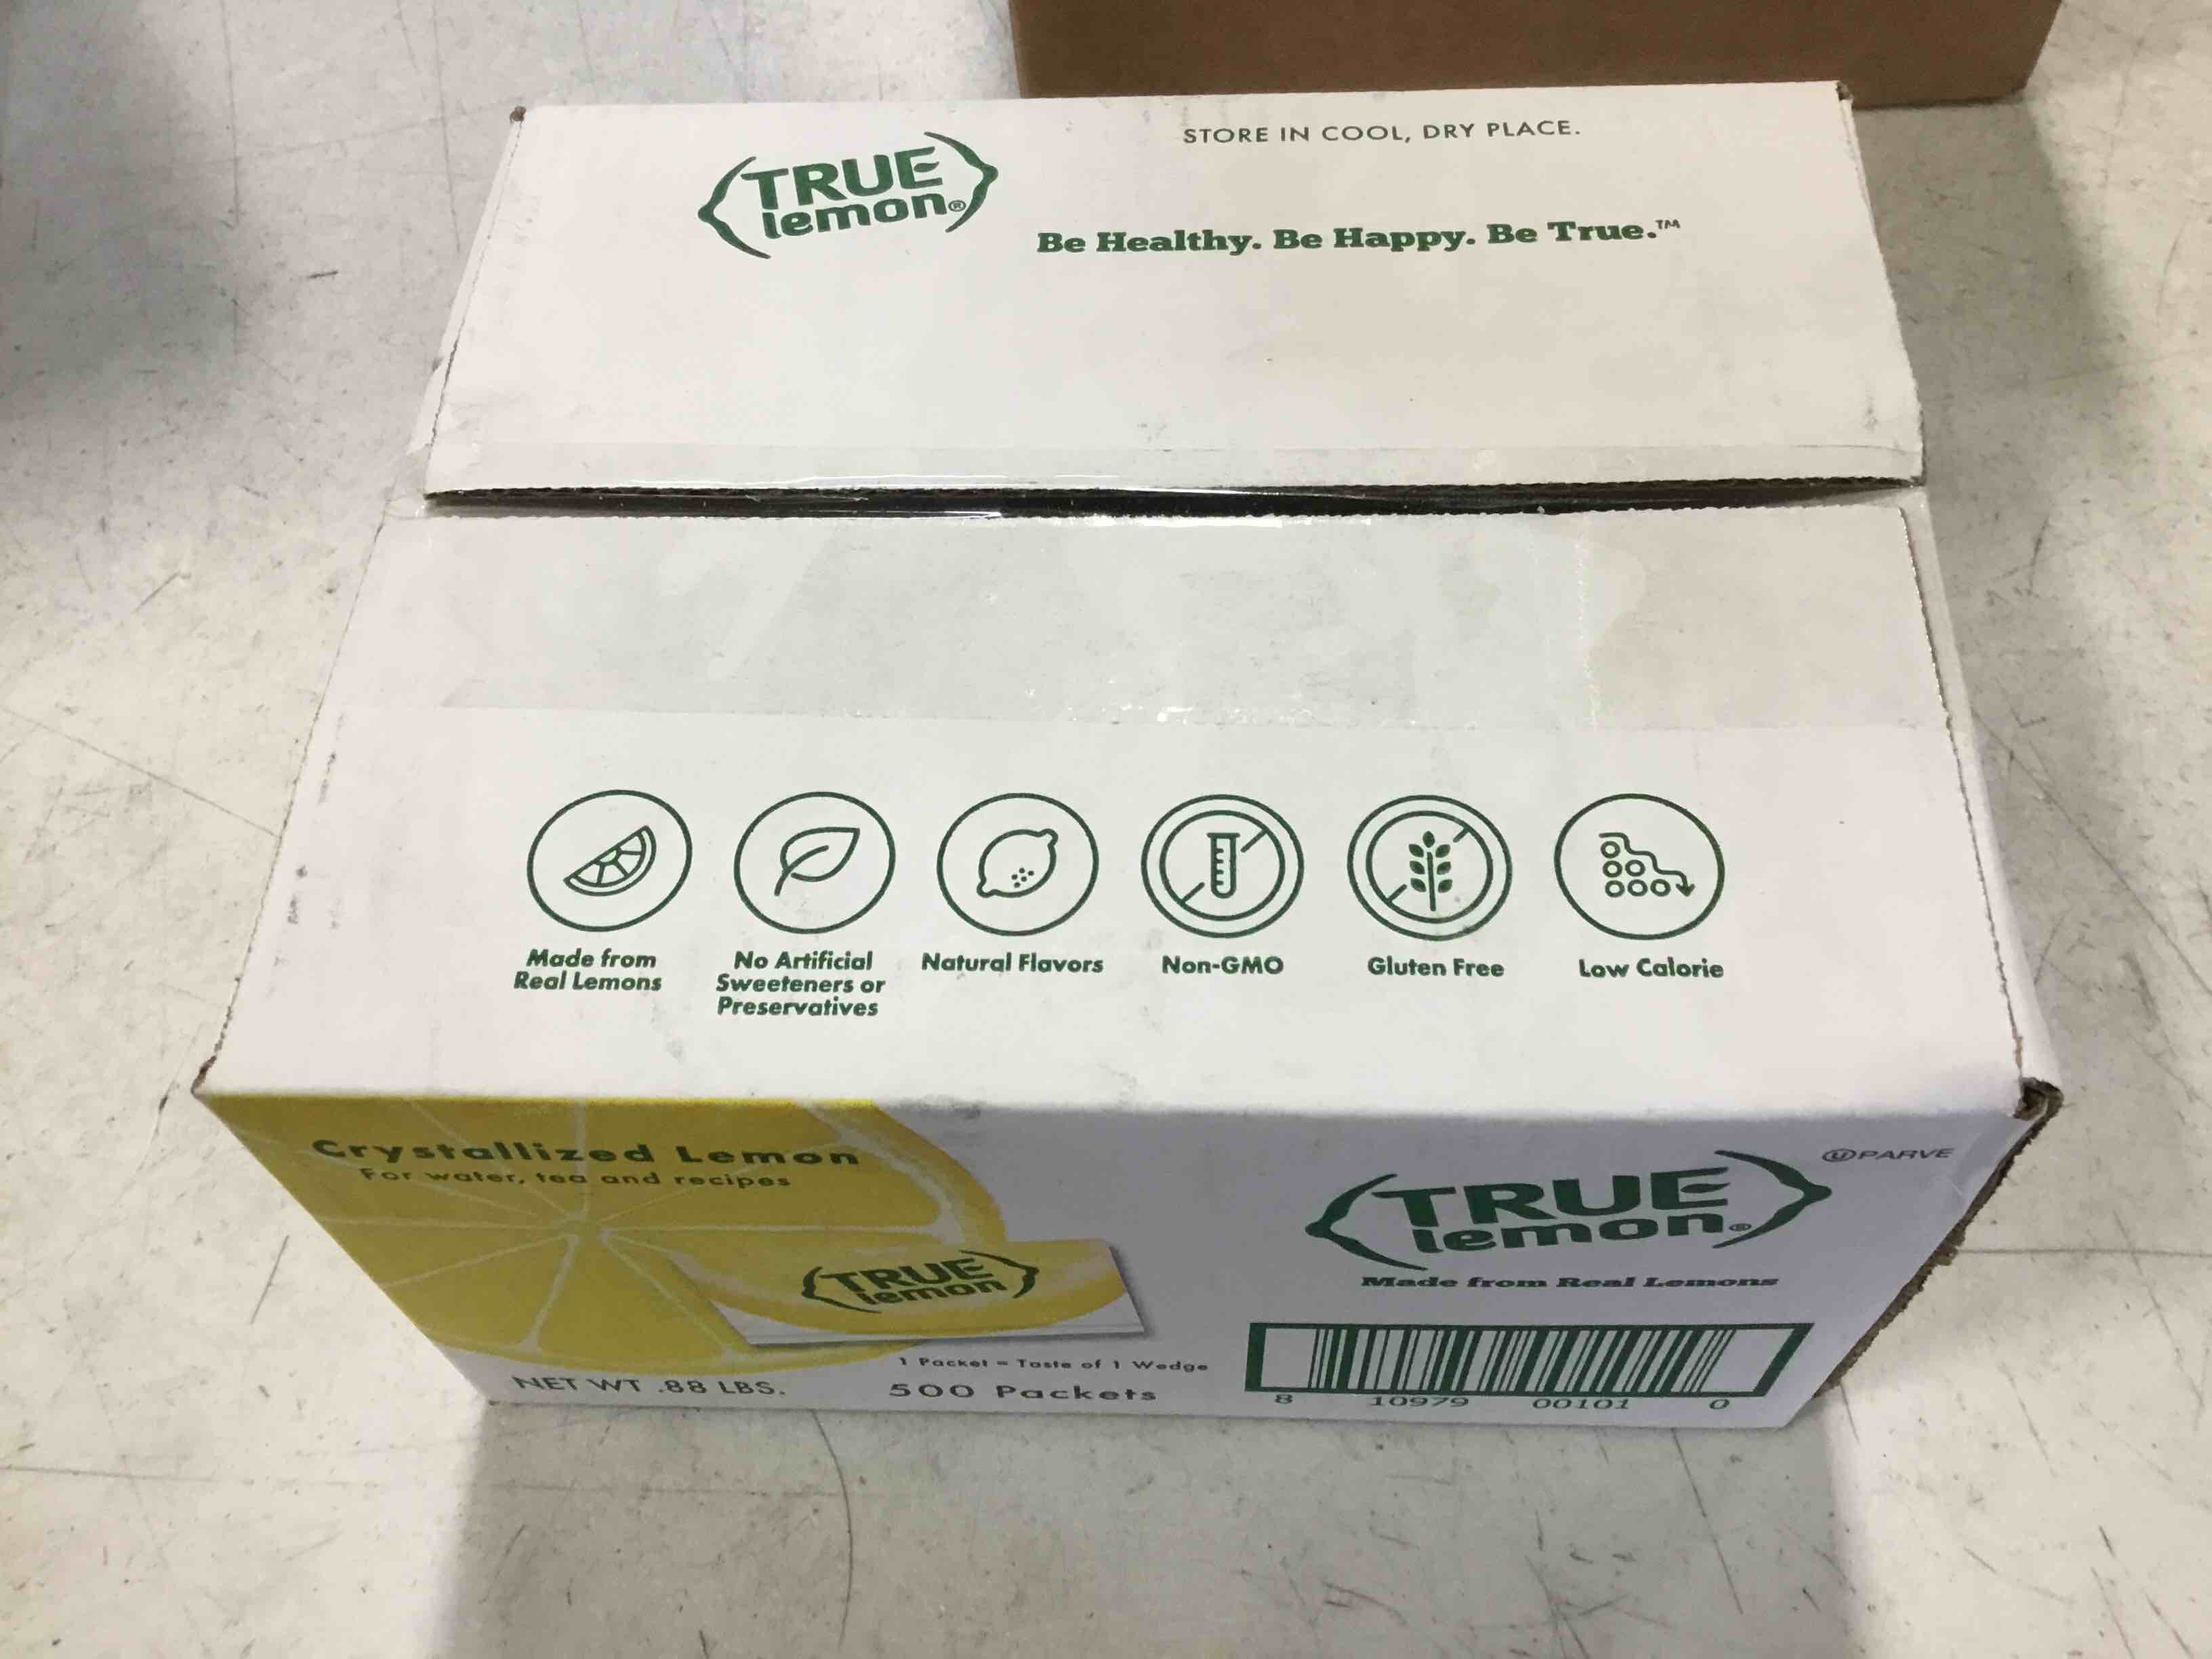 TRUE
lemon®
STORE IN COOL, DRY PLACE.
Be Healthy. Be Happy. Be True.™
Made from
Real Lemons
No Artificial
Sweeteners or
Preservatives
Natural Flavors
Non-GMO
Gluten Free
Low Calorie
Crystallized Lemon
For water, tea and recipes
TRUE
lemon
1 Packet = Taste of 1 Wedge
NET WT .88 LBS.
500 Packets
U PARVE
TRUE
lemon®
Made from Real Lemons
8 10979 00101 0